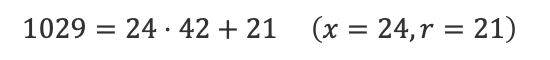 1029 = 24 · 42 + 21 (x = 24, r = 21)